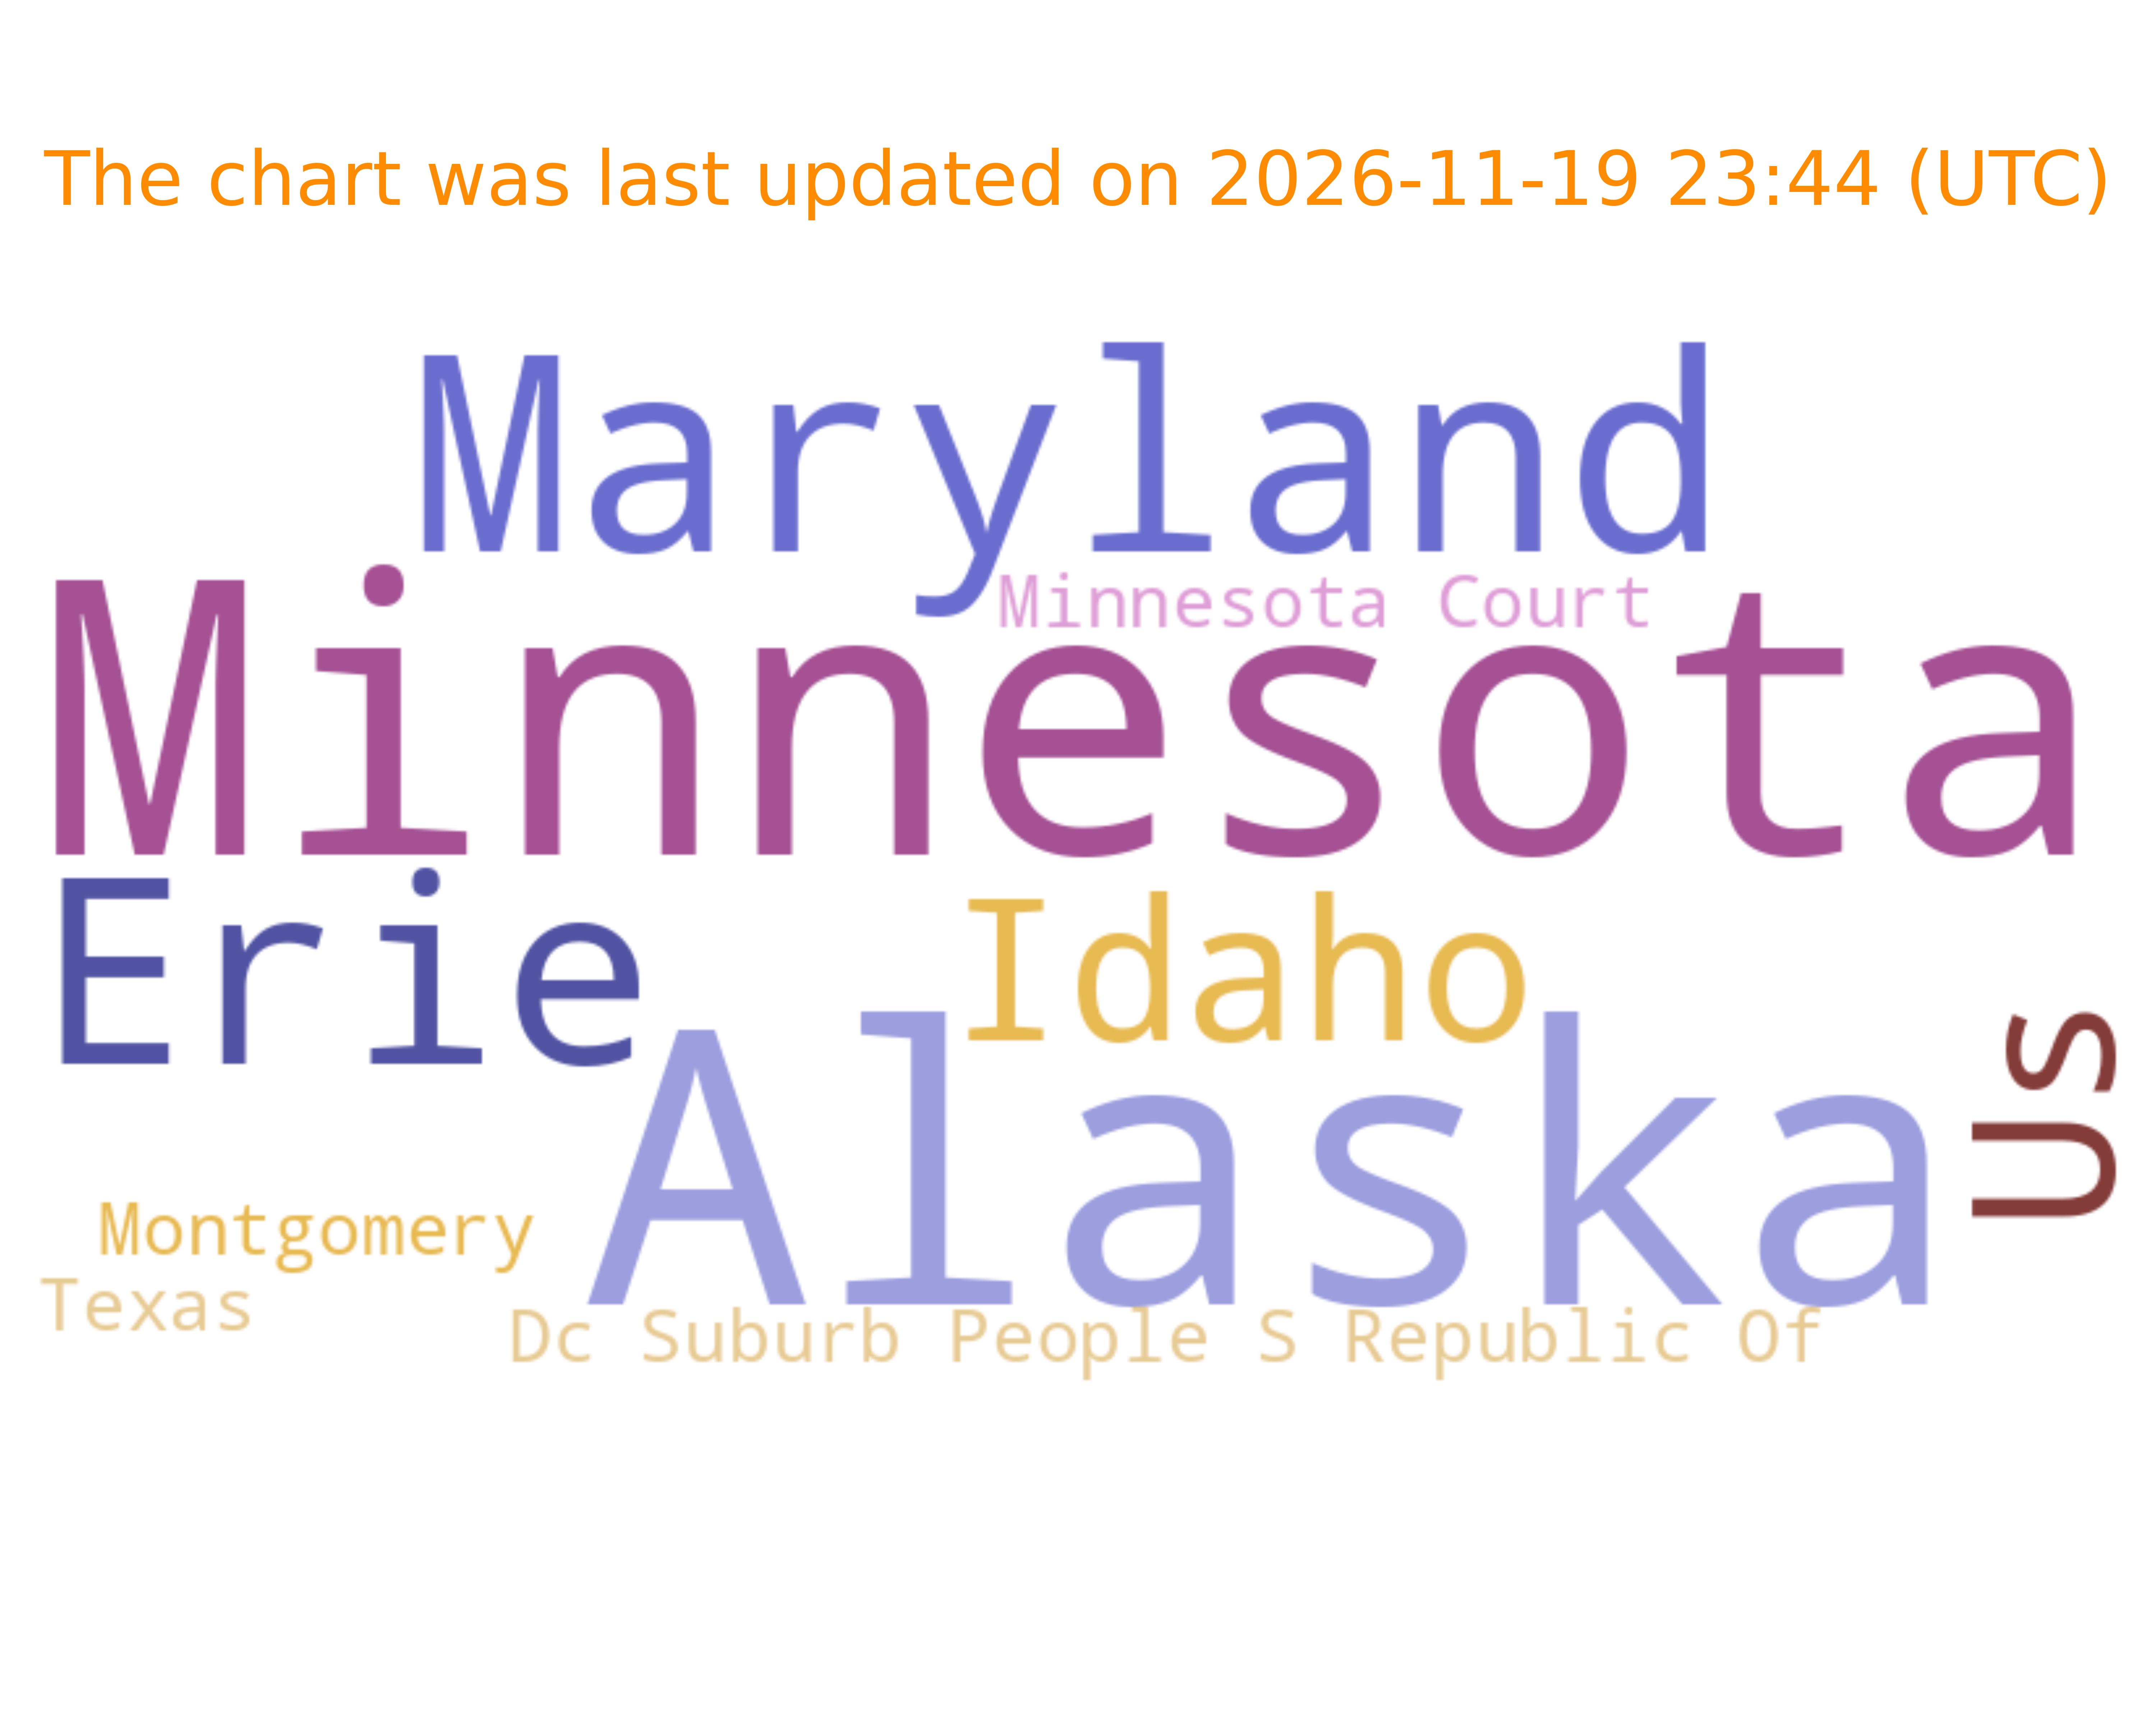 The chart was last updated on 2026-11-19 23:44 (UTC)
Maryland
Minnesota Court
Minnesota
Erie
Idaho
Alaska
us
Montgomery
Texas
Dc Suburb People S Republic Of